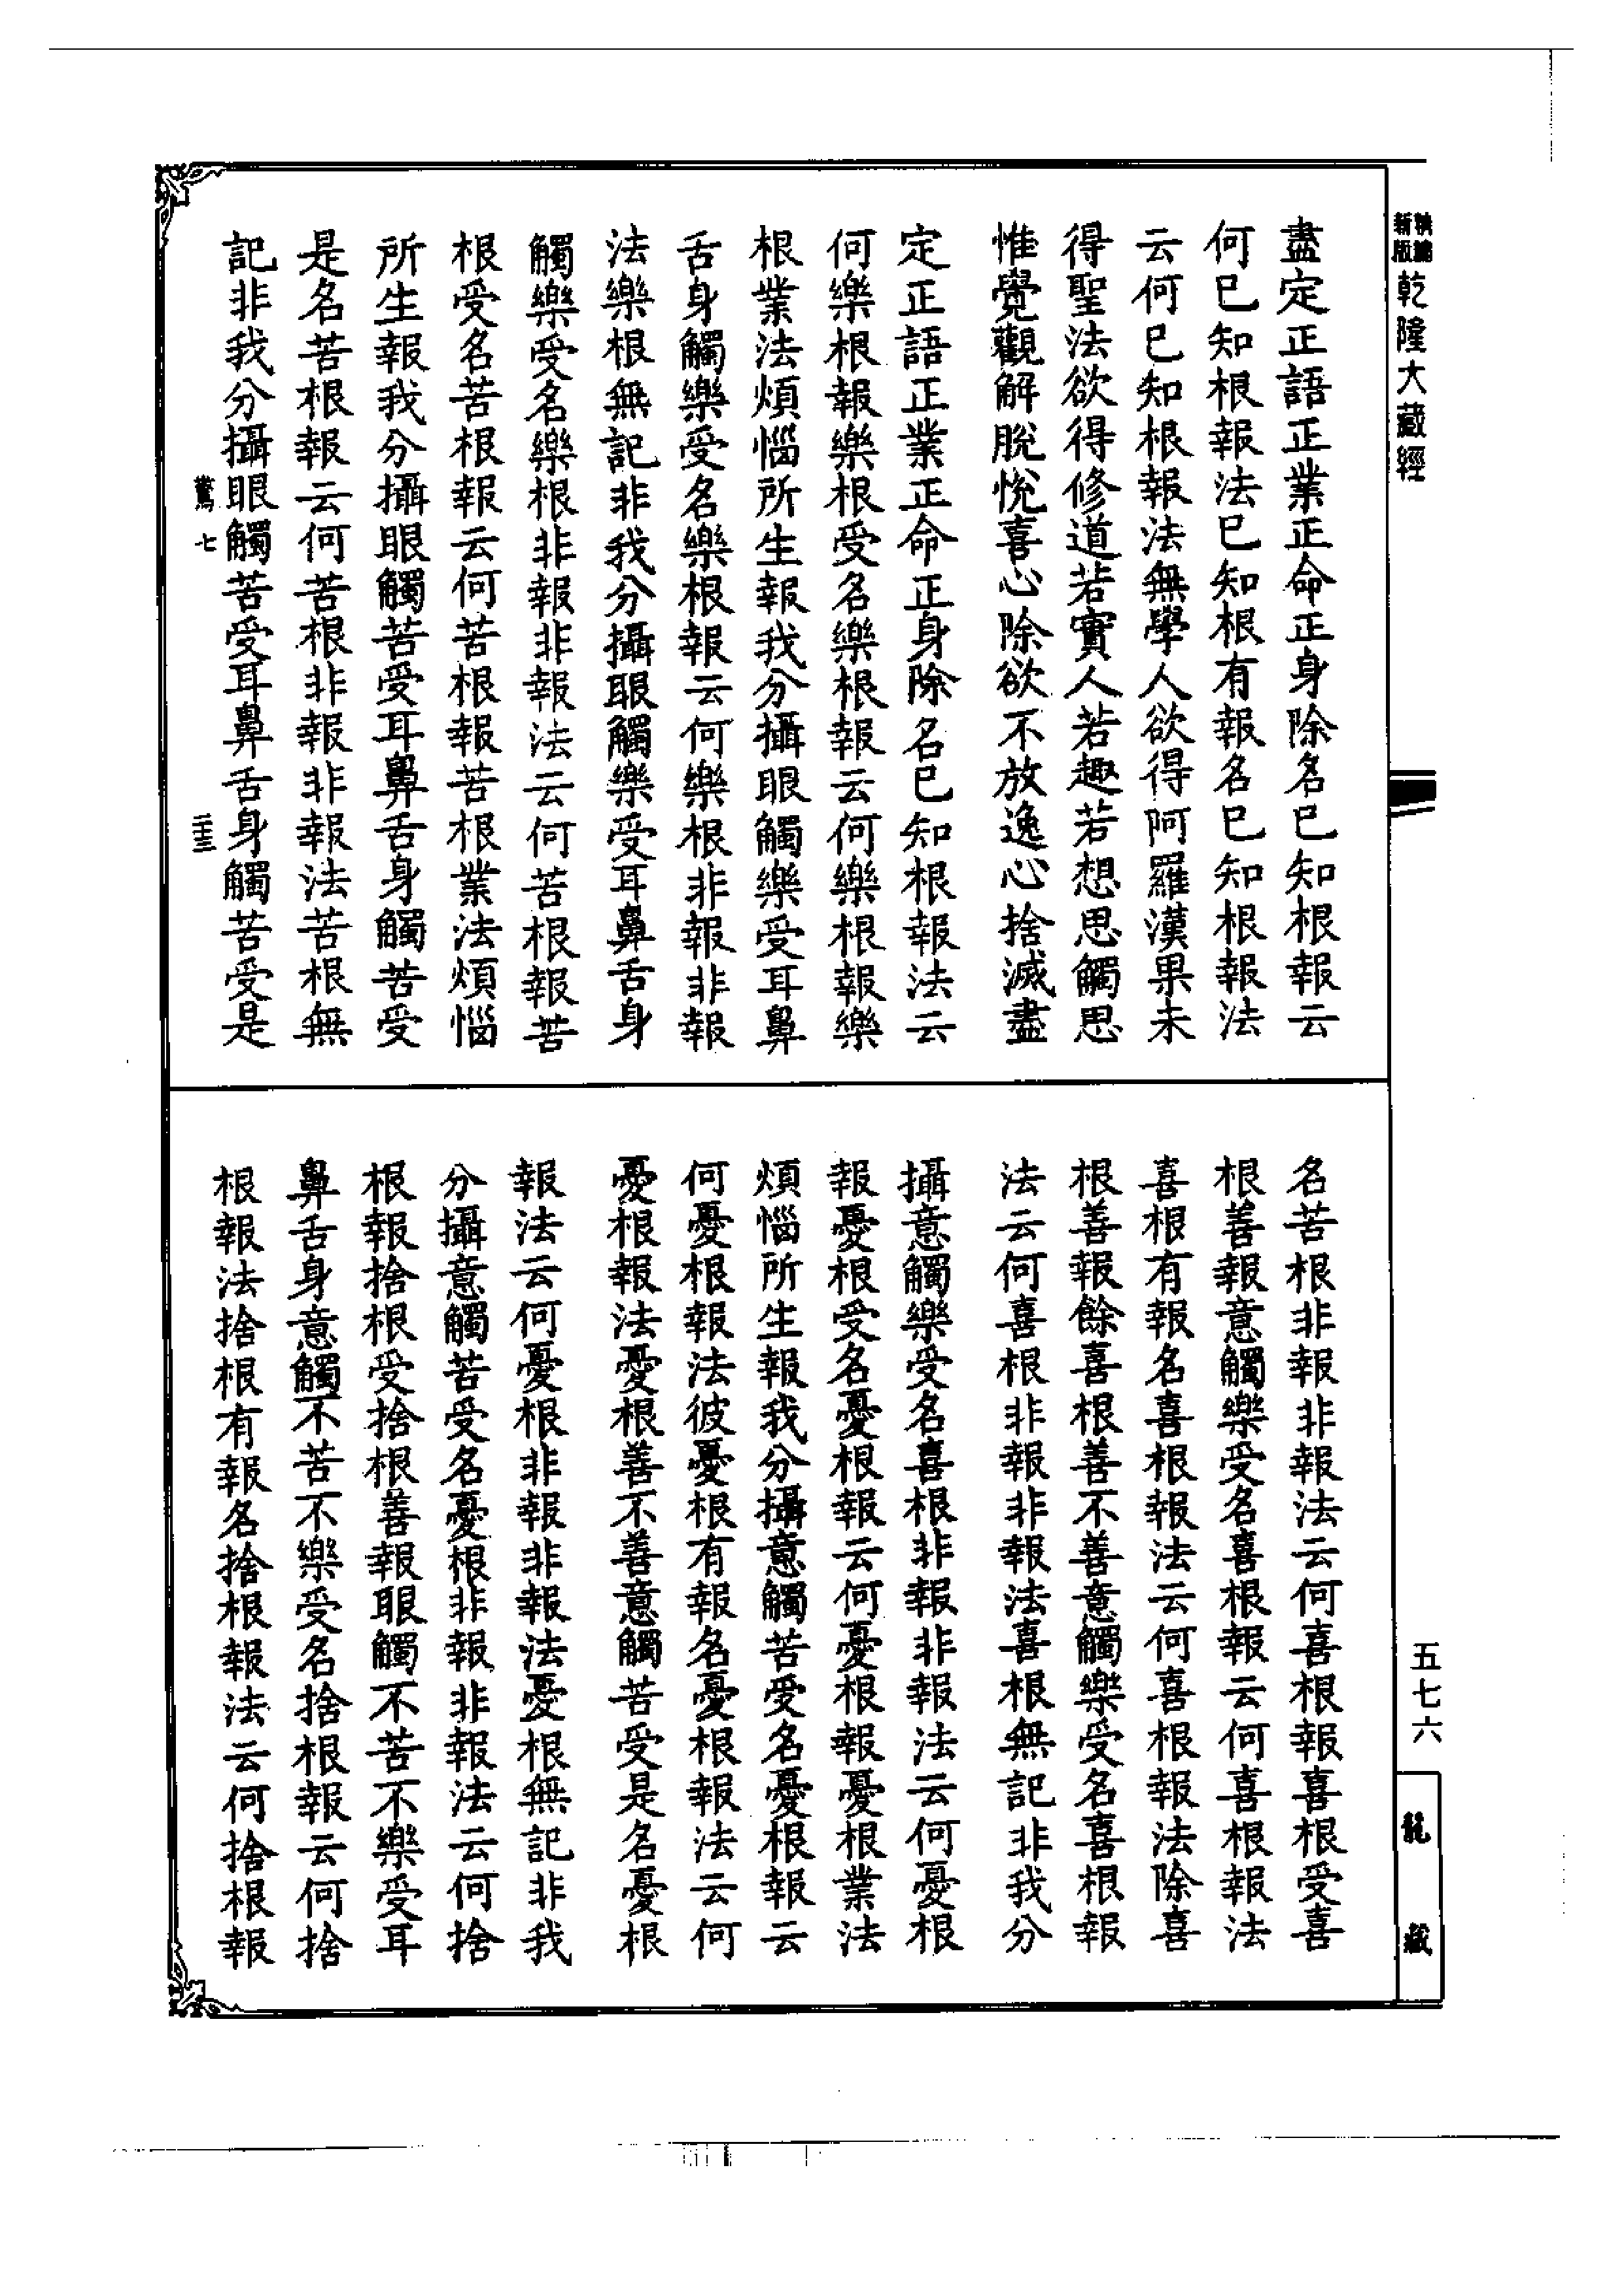 新版
乾隆大藏經
盡定正語正業正命正身除名已知根報云
何已知根報法已知根有報名已知根報法
云何已知根報法無學人欲得阿羅漢果未
得聖法欲得修道若實人若趣若想思觸思
惟覺觀解脫悅喜心除欲不放逸心捨滅盡
定正語正業正命正身除名已知根報法云
何樂根報樂根受名樂根報云何樂根報樂
根業法煩惱所生報我分攝眼觸樂受耳鼻
舌身觸樂受名樂根報云何樂根非報非報
法樂根無記非我分攝眼觸樂受耳鼻舌身
觸樂受名樂根非報非報法云何苦根報苦
根受名苦根報云何苦根報苦根業法煩惱
所生報我分攝眼觸苦受耳鼻舌身觸苦受
是名苦根報云何苦根非報非報法苦根無
記非我分攝眼觸苦受耳鼻舌身觸苦受是
驚七 二三
名苦根非報非報法云何喜根報喜根受喜
根善報意觸樂受名喜根報云何喜根報法
喜根有報名喜根報法云何喜根報法除喜
根善報餘喜根善不善意觸樂受名喜根報
法云何喜根非報非報法喜根無記非我分
攝意觸樂受名喜根非報非報法云何憂根
報憂根受名憂根報云何憂根報憂根業法
煩惱所生報我分攝意觸苦受名憂根報云
何憂根報法彼憂根有報名憂根報法云何
憂根報法憂根善不善意觸苦受是名憂根
報法云何憂根非報非報法憂根無記非我
分攝意觸苦受名憂根非報非報法云何捨
根報捨根受捨根善報眼觸不苦不樂受耳
鼻舌身意觸不苦不樂受名捨根報云何捨
根報法捨根有報名捨根報法云何捨根報
五七六
龍藏